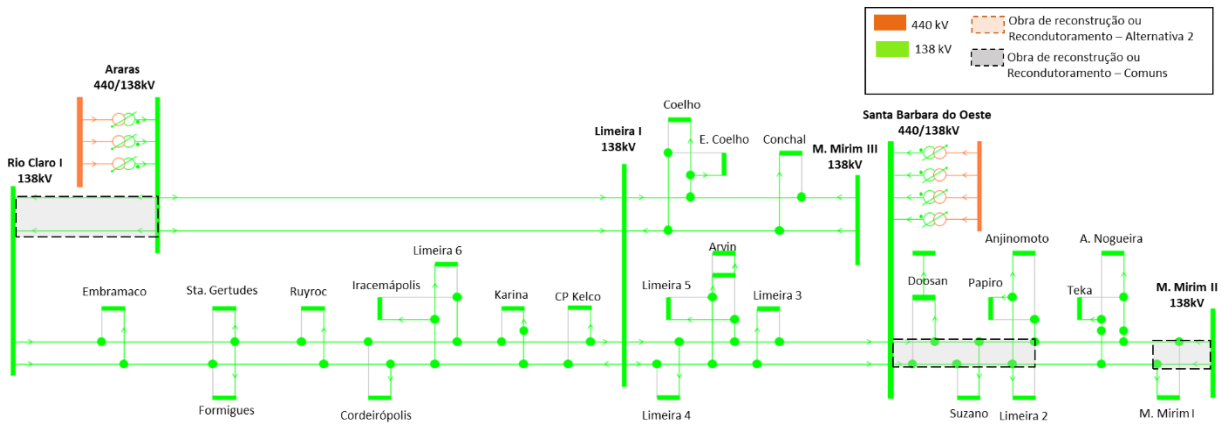 440 kV
138 kV
Obra de reconstrução ou
Recondutoramento – Alternativa 2
Obra de reconstrução ou
Recondutoramento – Comuns
Araras
440/138kV
Rio Claro I
138kV
Limeira I
138kV
Coelho
E. Coelho
Conchal
M. Mirim III
138kV
Santa Barbara do Oeste
440/138kV
Embramaco
Sta. Gertudes
Ruyroc
Iracemápolis
Limeira 6
Karina
CP Kelco
Limeira 5
Arvin
Limeira 3
Doosan
Papiro
Anjinomoto
Teka
A. Nogueira
M. Mirim II
138kV
Formigues
Cordeirópolis
Limeira 4
Suzano
Limeira 2
M. Mirim I